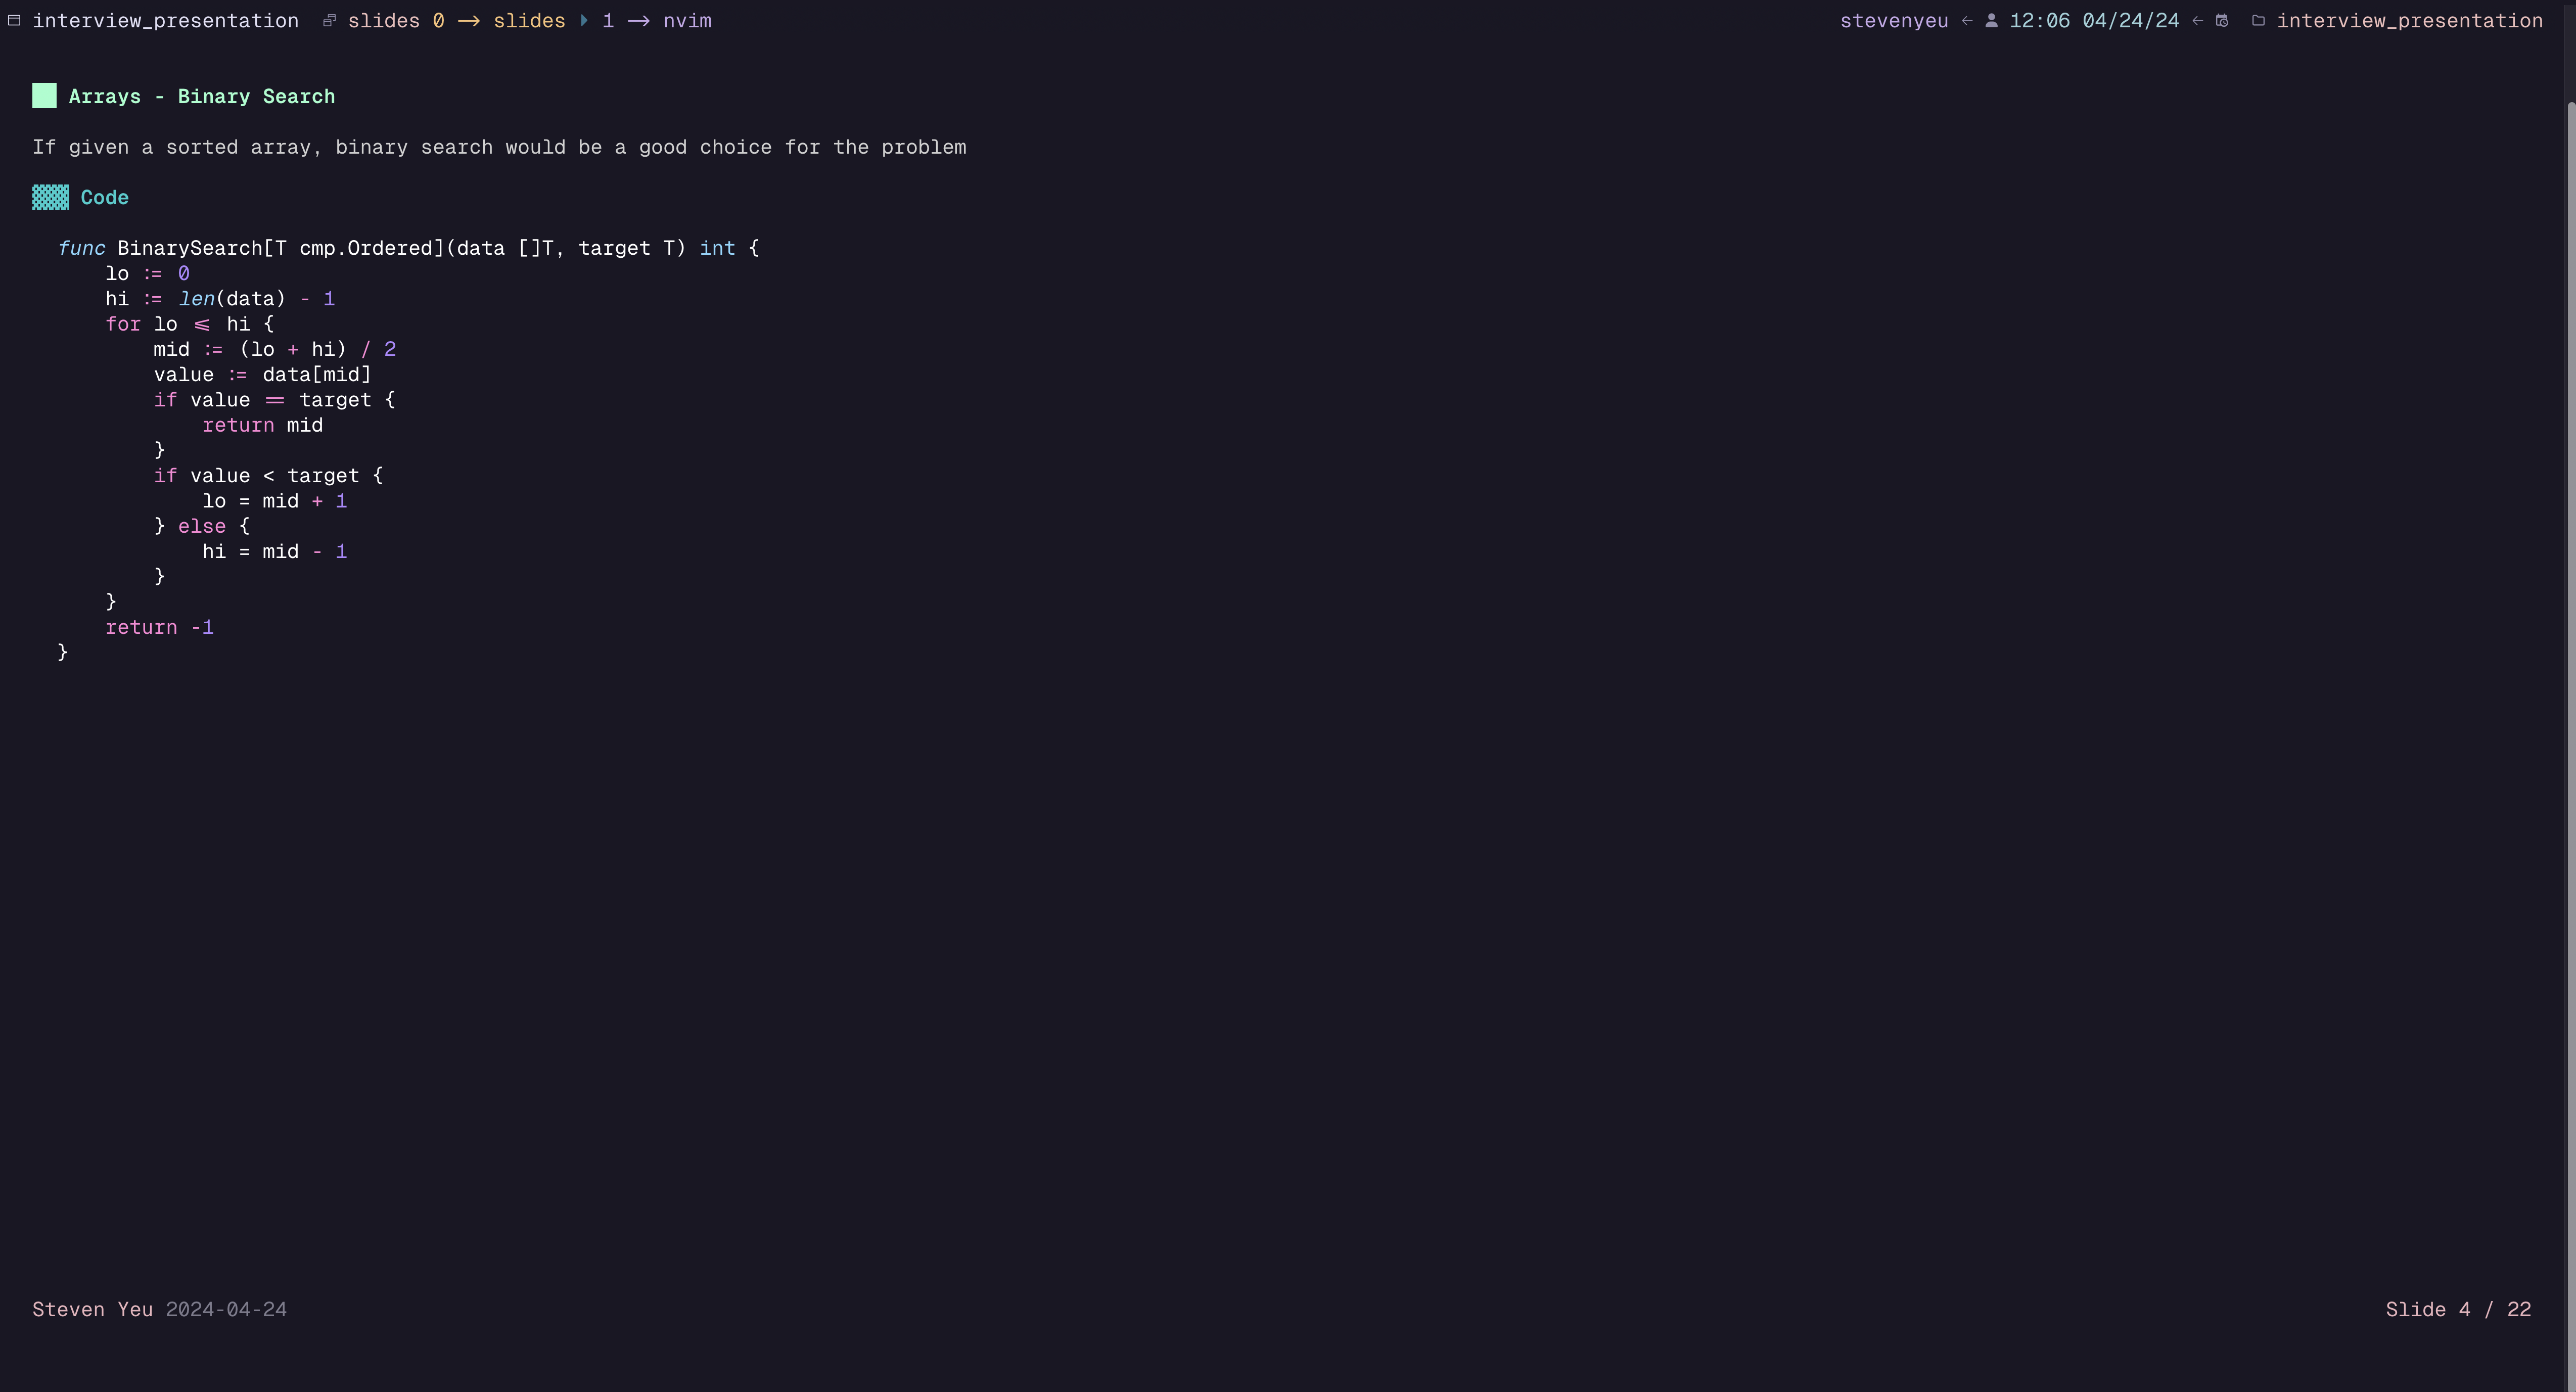 interview_presentation slides 0 → slides 1 → nvim stevenyeu ← 12:06 04/24/24 ← interview_presentation
Arrays - Binary Search
If given a sorted array, binary search would be a good choice for the problem
Code
func BinarySearch[T cmp.Ordered](data []T, target T) int {
    lo := 0
    hi := len(data) - 1
    for lo <= hi {
        mid := (lo + hi) / 2
        value := data[mid]
        if value == target {
            return mid
        }
        if value < target {
            lo = mid + 1
        } else {
            hi = mid - 1
        }
    }
    return -1
}
Steven Yeu 2024-04-24 Slide 4 / 22